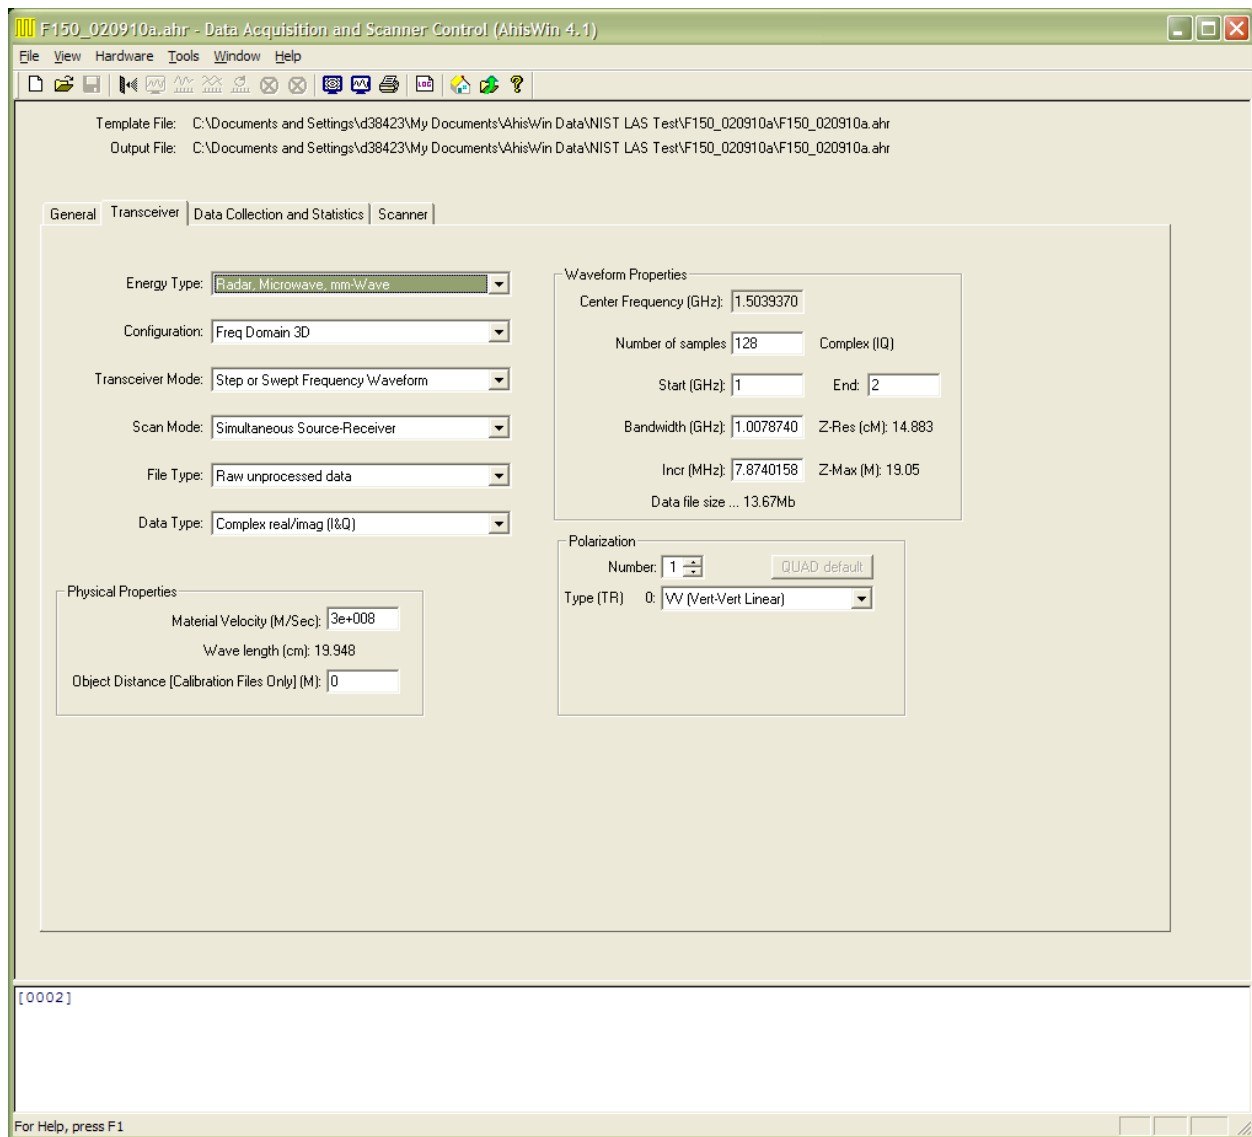 F150_020910a.ahr - Data Acquisition and Scanner Control (AhisWin 4.1)
File View Hardware Tools Window Help
LOG
Template File: C:\Documents and Settings\d38423\My Documents\AhisWin Data\NIST LAS Test\F150_020910a\F150_020910a.ahr
Output File: C:\Documents and Settings\d38423\My Documents\AhisWin Data\NIST LAS Test\F150_020910a\F150_020910a.ahr
General Transceiver Data Collection and Statistics Scanner
Energy Type: Radar, Microwave, mm-Wave
Configuration: Freq Domain 3D
Transceiver Mode: Step or Swept Frequency Waveform
Scan Mode: Simultaneous Source-Receiver
File Type: Raw unprocessed data
Data Type: Complex real/imag (I&Q)
Physical Properties
Material Velocity (M/Sec): 3e+008
Wave length (cm): 19.948
Object Distance [Calibration Files Only] (M): 0
Waveform Properties
Center Frequency (GHz): 1.5039370
Number of samples 128 Complex (IQ)
Start (GHz): 1 End: 2
Bandwidth (GHz): 1.0078740 Z-Res (cM): 14.883
Incr (MHz): 7.8740158 Z-Max (M): 19.05
Data file size ... 13.67Mb
Polarization
Number: 1 QUAD default
Type (TR) 0: VV (Vert-Vert Linear)
[0002]
For Help, press F1